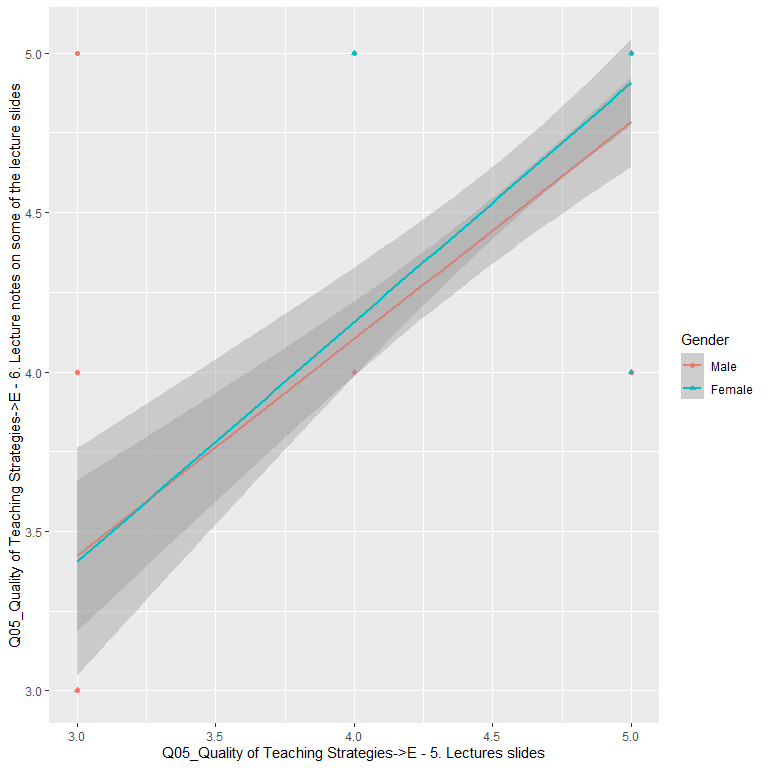 Q05_Quality of Teaching Strategies->E - 6. Lecture notes on some of the lecture slides
5.0
4.5
4.0
3.5
3.0
3.0
3.5
4.0
4.5
5.0
Q05_Quality of Teaching Strategies->E - 5. Lectures slides
Gender
Male
Female